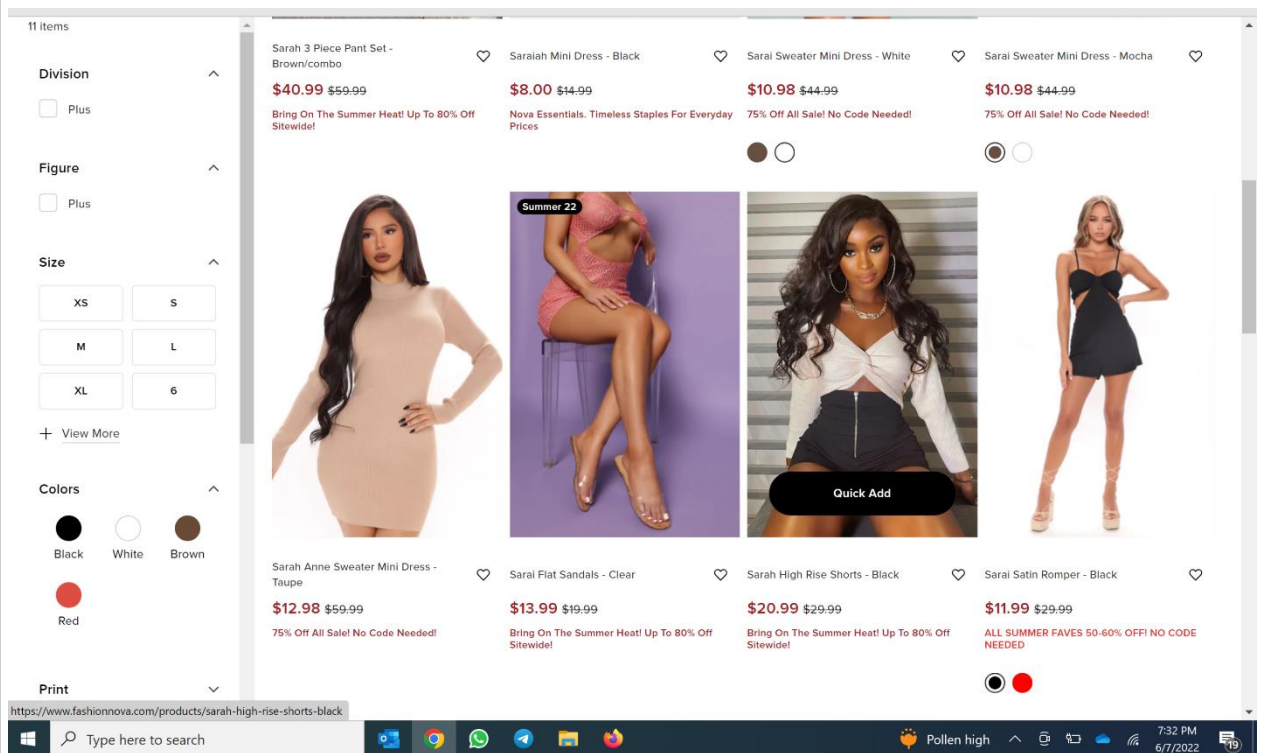 11 items
Division
Plus
Figure
Plus
Size
XS
S
M
L
XL
6
+ View More
Colors
Black
White
Brown
Red
Print
Sarah 3 Piece Pant Set -
Brown/combo
$40.99 $59.99
Bring On The Summer Heat! Up To 80% Off
Sitewide!
Saraiah Mini Dress - Black
$8.00 $14.99
Nova Essentials. Timeless Staples For Everyday
Prices
Sarai Sweater Mini Dress - White
$10.98 $44.99
75% Off All Sale! No Code Needed!
Sarai Sweater Mini Dress - Mocha
$10.98 $44.99
75% Off All Sale! No Code Needed!
Summer 22
Quick Add
Sarah Anne Sweater Mini Dress -
Taupe
$12.98 $59.99
75% Off All Sale! No Code Needed!
Sarai Flat Sandals - Clear
$13.99 $19.99
Bring On The Summer Heat! Up To 80% Off
Sitewide!
Sarah High Rise Shorts - Black
$20.99 $29.99
Bring On The Summer Heat! Up To 80% Off
Sitewide!
Sarai Satin Romper - Black
$11.99 $29.99
ALL SUMMER FAVES 50-60% OFF! NO CODE
NEEDED
https://www.fashionnova.com/products/sarah-high-rise-shorts-black
Type here to search
Pollen high
7:32 PM
6/7/2022
19